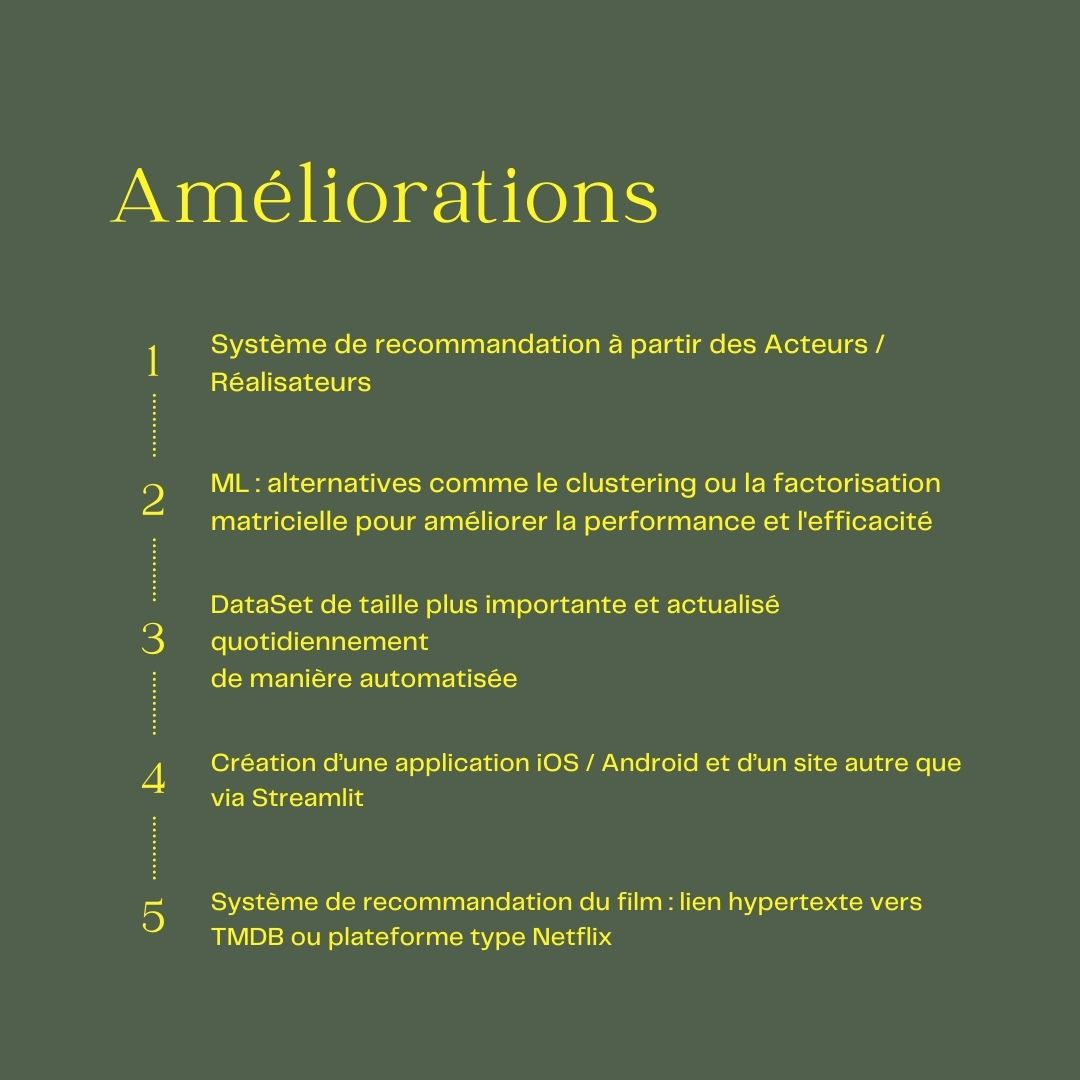 Améliorations
1
Système de recommandation à partir des Acteurs /
Réalisateurs
2
ML : alternatives comme le clustering ou la factorisation
matricielle pour améliorer la performance et l'efficacité
3
DataSet de taille plus importante et actualisé
quotidiennement
de manière automatisée
4
Création d’une application iOS / Android et d’un site autre que
via Streamlit
5
Système de recommandation du film : lien hypertexte vers
TMDB ou plateforme type Netflix